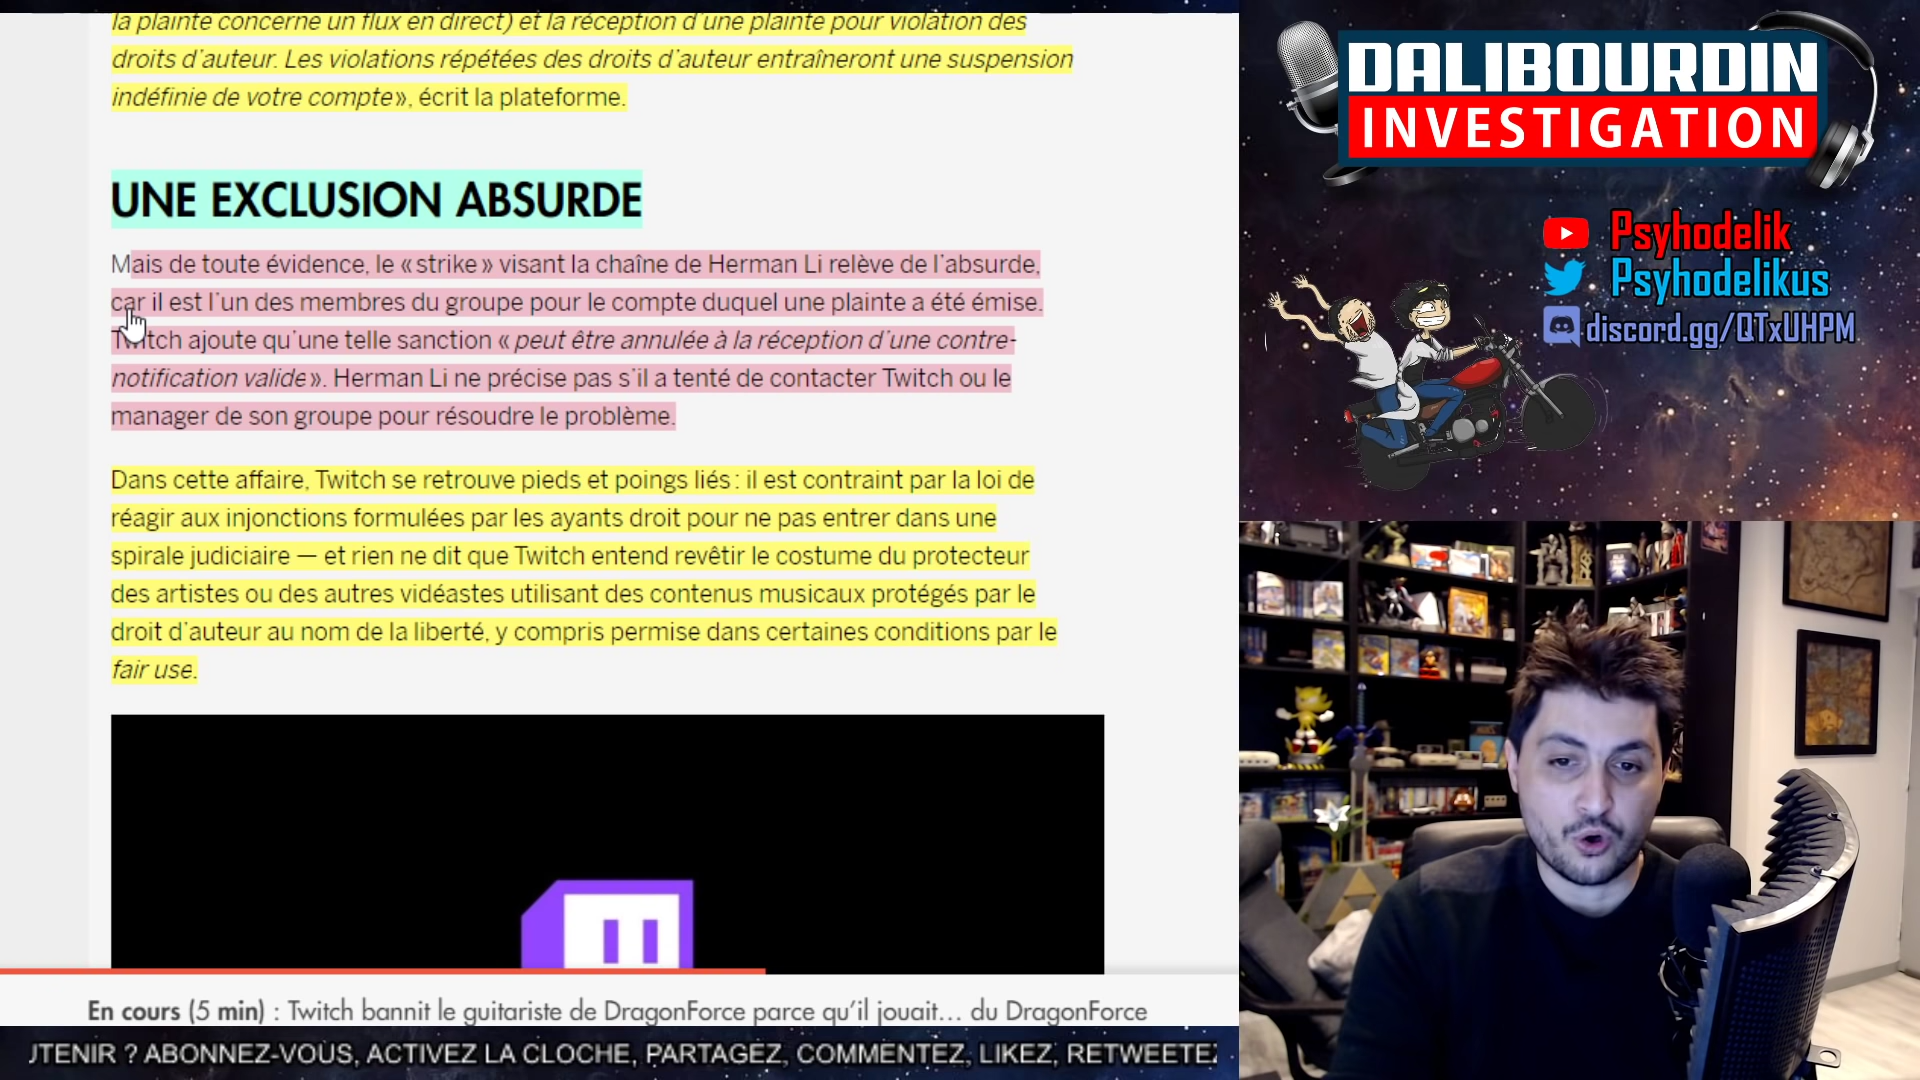 la plainte concerne un flux en direct) et la réception d'une plainte pour violation des
droits d'auteur. Les violations répétées des droits d'auteur entraîneront une suspension
indéfinie de votre compte», écrit la plateforme.
UNE EXCLUSION ABSURDE
Mais de toute évidence, le «strike» visant la chaîne de Herman Li relève de l'absurde,
car il est l'un des membres du groupe pour le compte duquel une plainte a été émise.
Twitch ajoute qu'une telle sanction «peut être annulée à la réception d'une contre-
notification valide». Herman Li ne précise pas s'il a tenté de contacter Twitch ou le
manager de son groupe pour résoudre le problème.
Dans cette affaire, Twitch se retrouve pieds et poings liés : il est contraint par la loi de
réagir aux injonctions formulées par les ayants droit pour ne pas entrer dans une
spirale judiciaire — et rien ne dit que Twitch entend revêtir le costume du protecteur
des artistes ou des autres vidéastes utilisant des contenus musicaux protégés par le
droit d'auteur au nom de la liberté, y compris permise dans certaines conditions par le
fair use.
En cours (5 min) : Twitch bannit le guitariste de DragonForce parce qu'il jouait… du DragonForce
UTENIR ? ABONNEZ-VOUS, ACTIVEZ LA CLOCHE, PARTAGEZ, COMMENTEZ, LIKEZ, RETWEETEZ
DALIBOURDIN
INVESTIGATION
Psyhodelik
Psyhodelikus
discord.gg/QTxUHPM